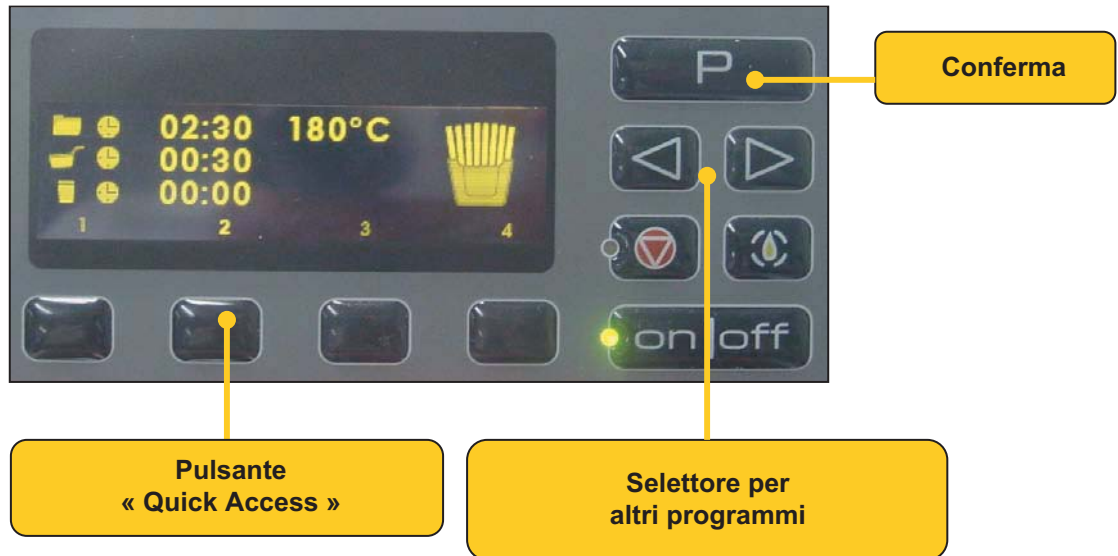 P
Conferma
02:30 180°C
00:30
00:00
1 2 3 4
on|off
Pulsante
« Quick Access »
Selettore per
altri programmi